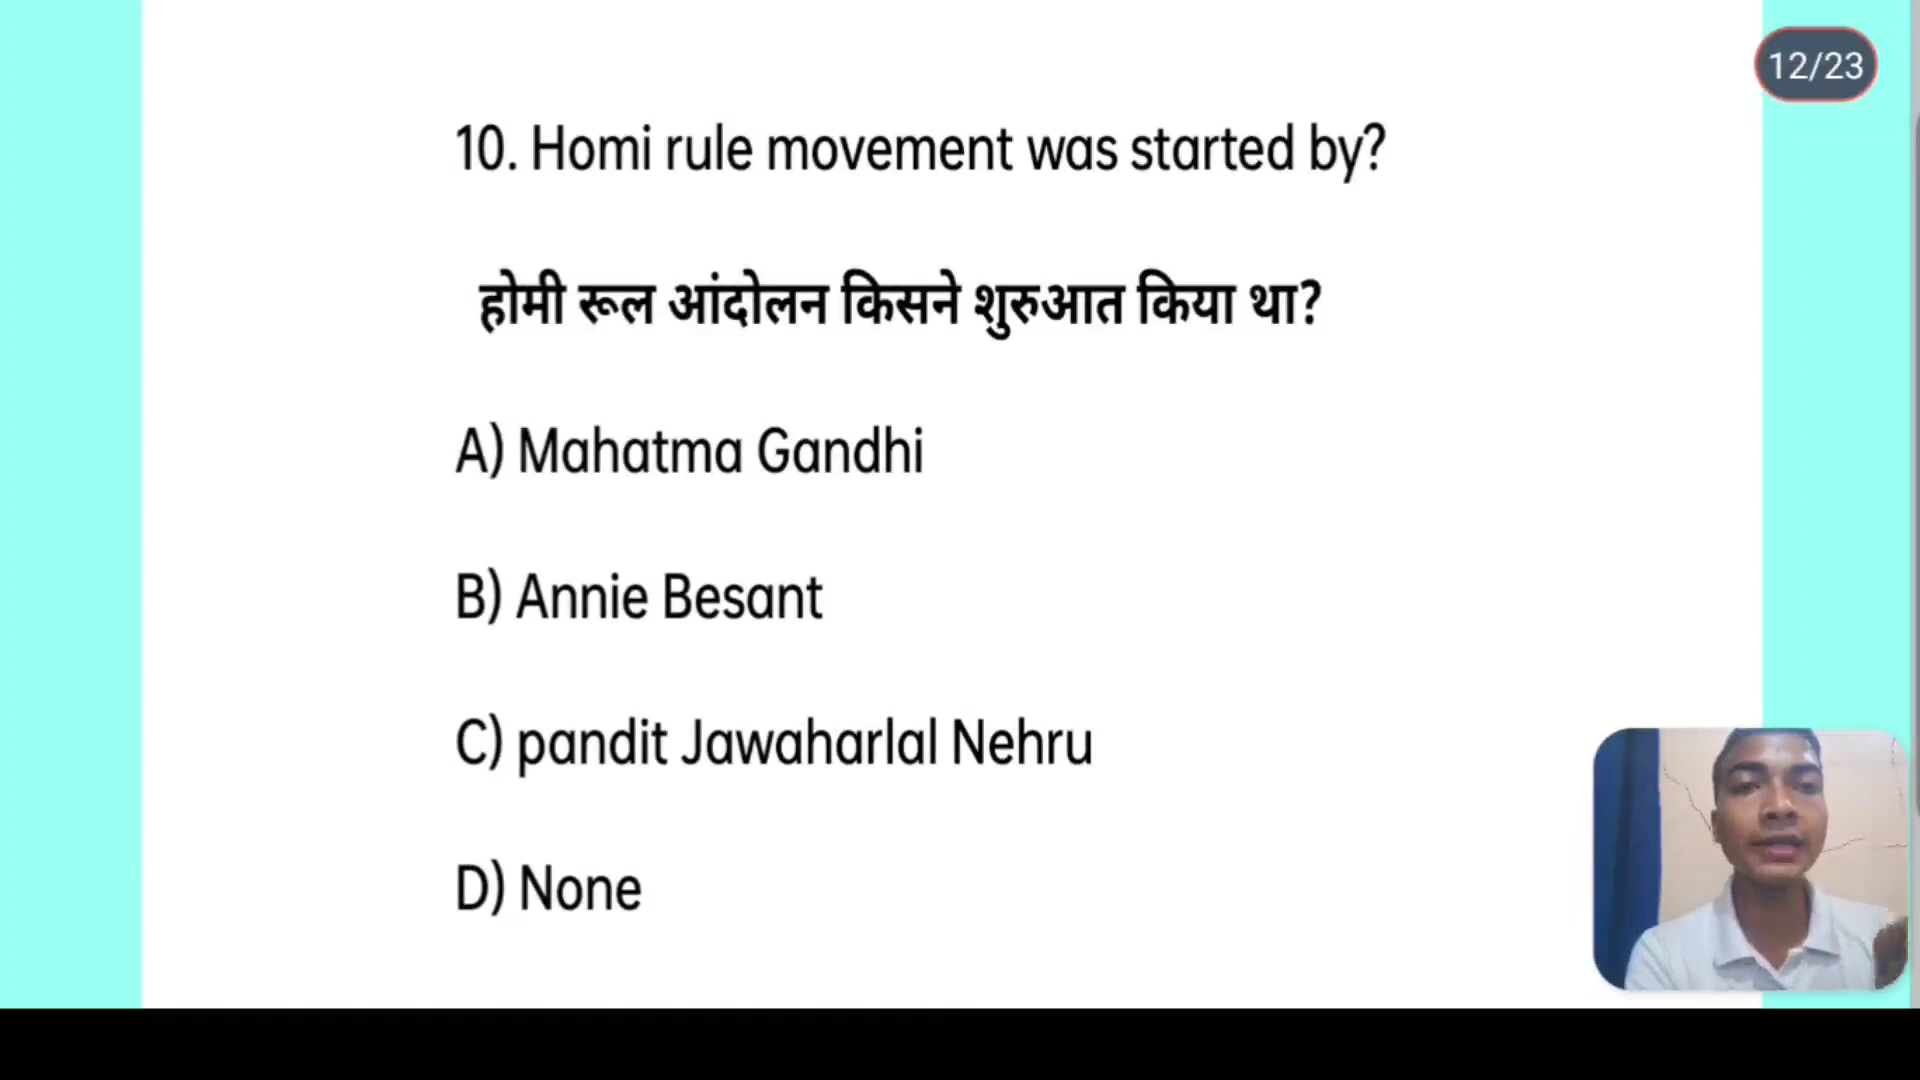 12/23
10. Homi rule movement was started by?
होमी रूल आंदोलन किसने शुरुआत किया था?
A) Mahatma Gandhi
B) Annie Besant
C) pandit Jawaharlal Nehru
D) None